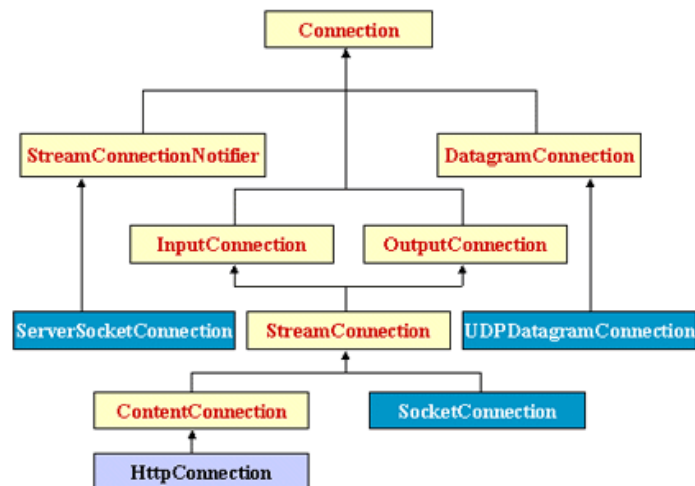 Connection
StreamConnectionNotifier
DatagramConnection
InputConnection
OutputConnection
ServerSocketConnection
StreamConnection
UDPDatagramConnection
ContentConnection
SocketConnection
HttpConnection